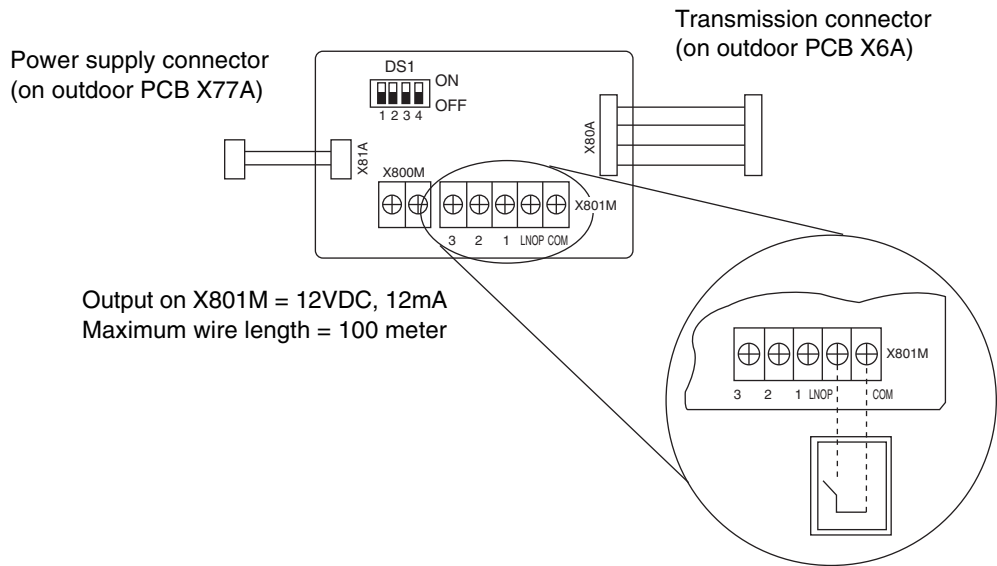 Transmission connector
(on outdoor PCB X6A)
Power supply connector
(on outdoor PCB X77A)
DS1
ON
OFF
1 2 3 4
X80A
X81A
X800M
X801M
3 2 1 LNOP COM
Output on X801M = 12VDC, 12mA
Maximum wire length = 100 meter
X801M
3 2 1 LNOP COM